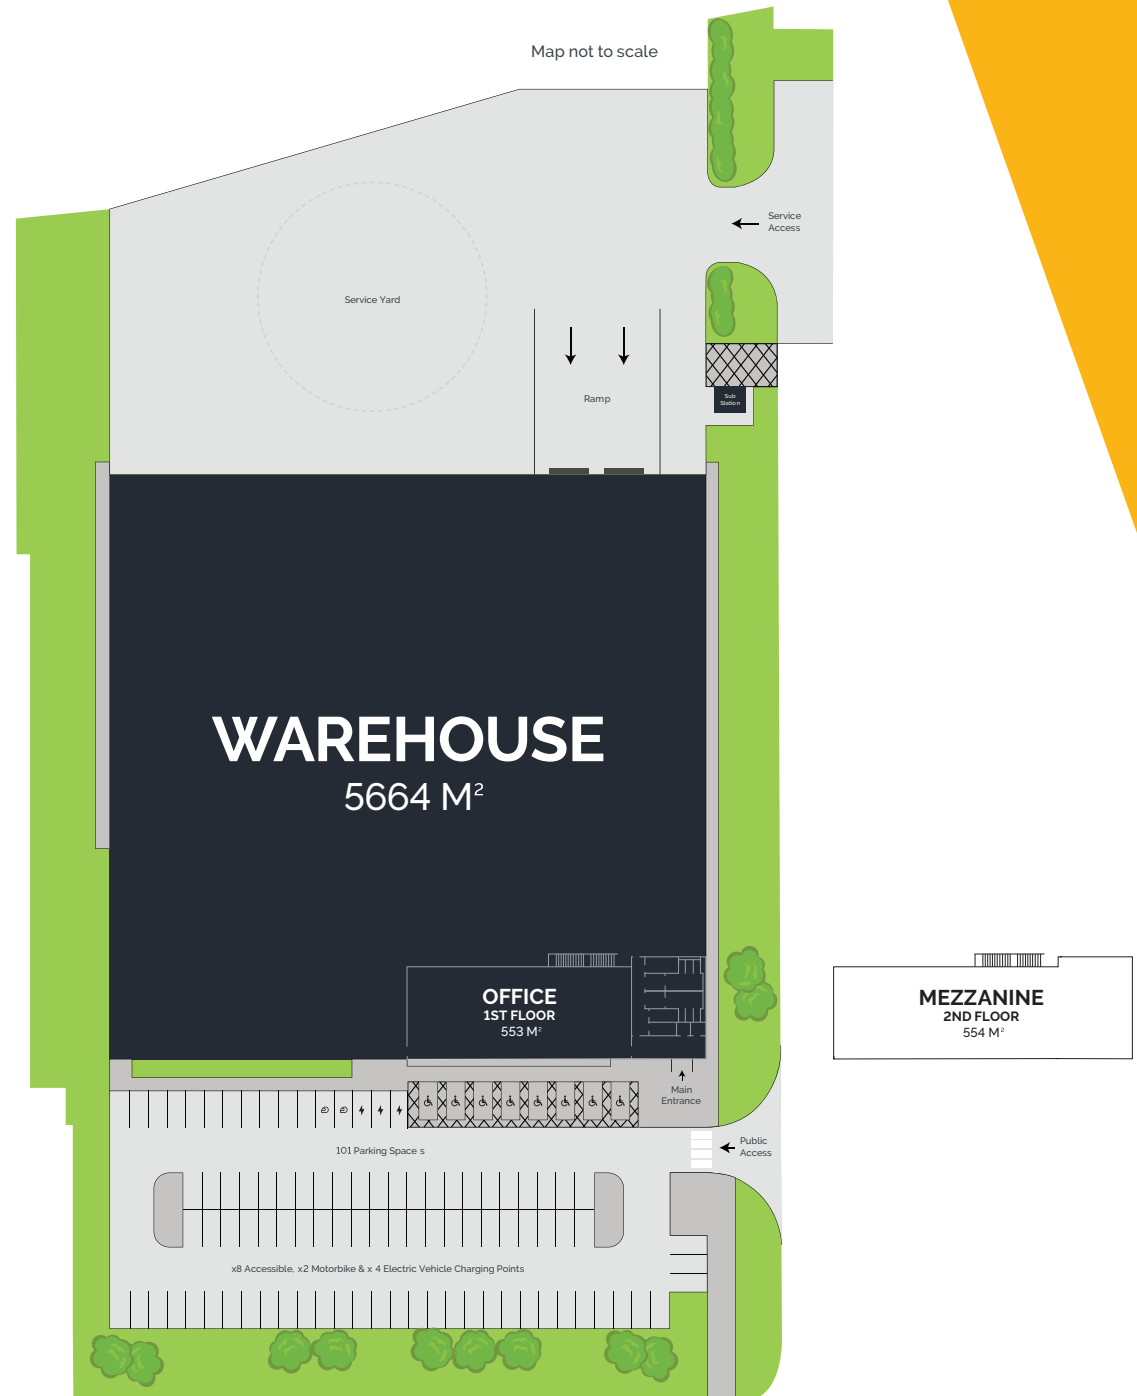 Map not to scale
Service
Access
Service Yard
Ramp
Sub
Station
WAREHOUSE
5664 M²
OFFICE
1ST FLOOR
553 M²
MEZZANINE
2ND FLOOR
554 M²
Main
Entrance
Public
Access
101 Parking Space s
x8 Accessible, x2 Motorbike & x 4 Electric Vehicle Charging Points